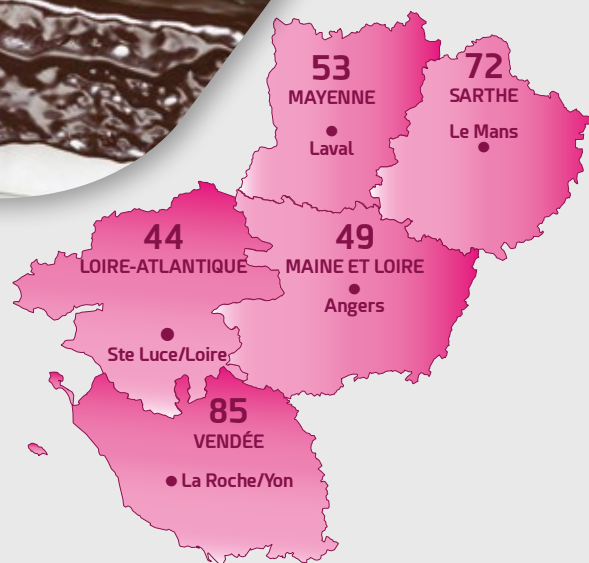 53
MAYENNE
Laval
72
SARTHE
Le Mans
44
LOIRE-ATLANTIQUE
Ste Luce/Loire
49
MAINE ET LOIRE
Angers
85
VENDÉE
La Roche/Yon